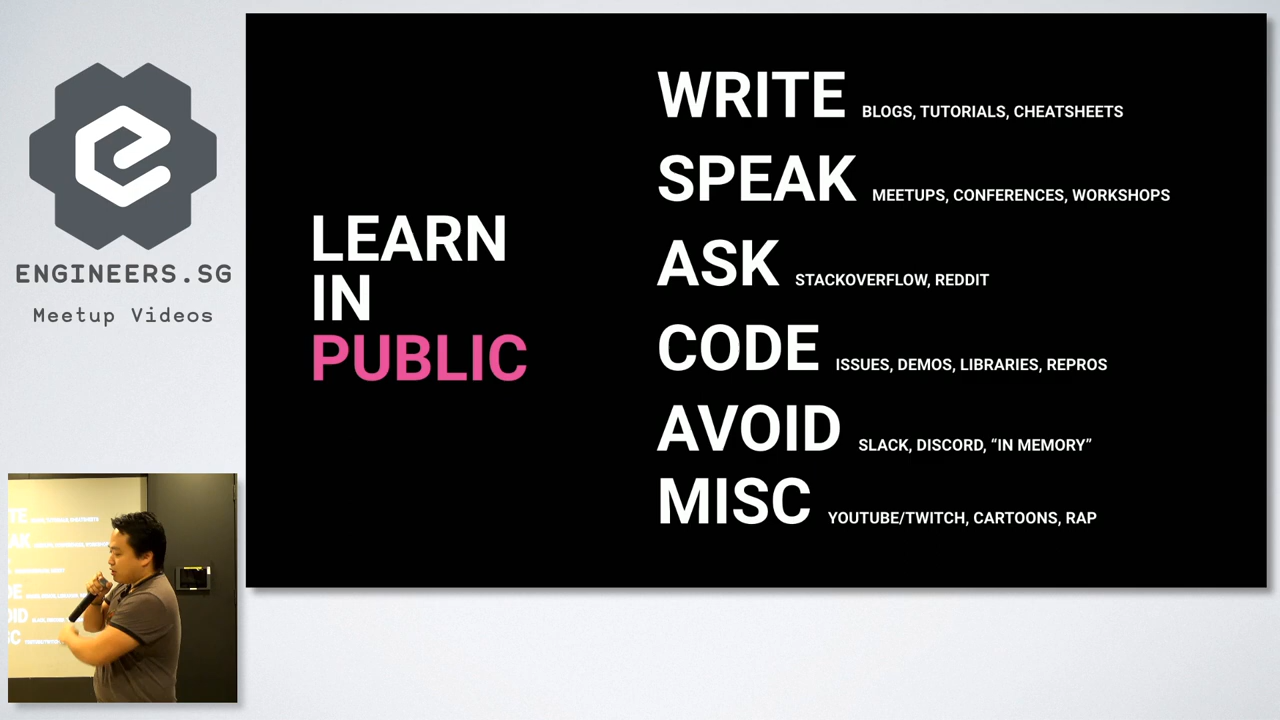 ENGINEERS.SG
Meetup Videos
LEARN
IN
PUBLIC
WRITE BLOGS, TUTORIALS, CHEATSHEETS
SPEAK MEETUPS, CONFERENCES, WORKSHOPS
ASK STACKOVERFLOW, REDDIT
CODE ISSUES, DEMOS, LIBRARIES, REPROS
AVOID SLACK, DISCORD, “IN MEMORY”
MISC YOUTUBE/TWITCH, CARTOONS, RAP